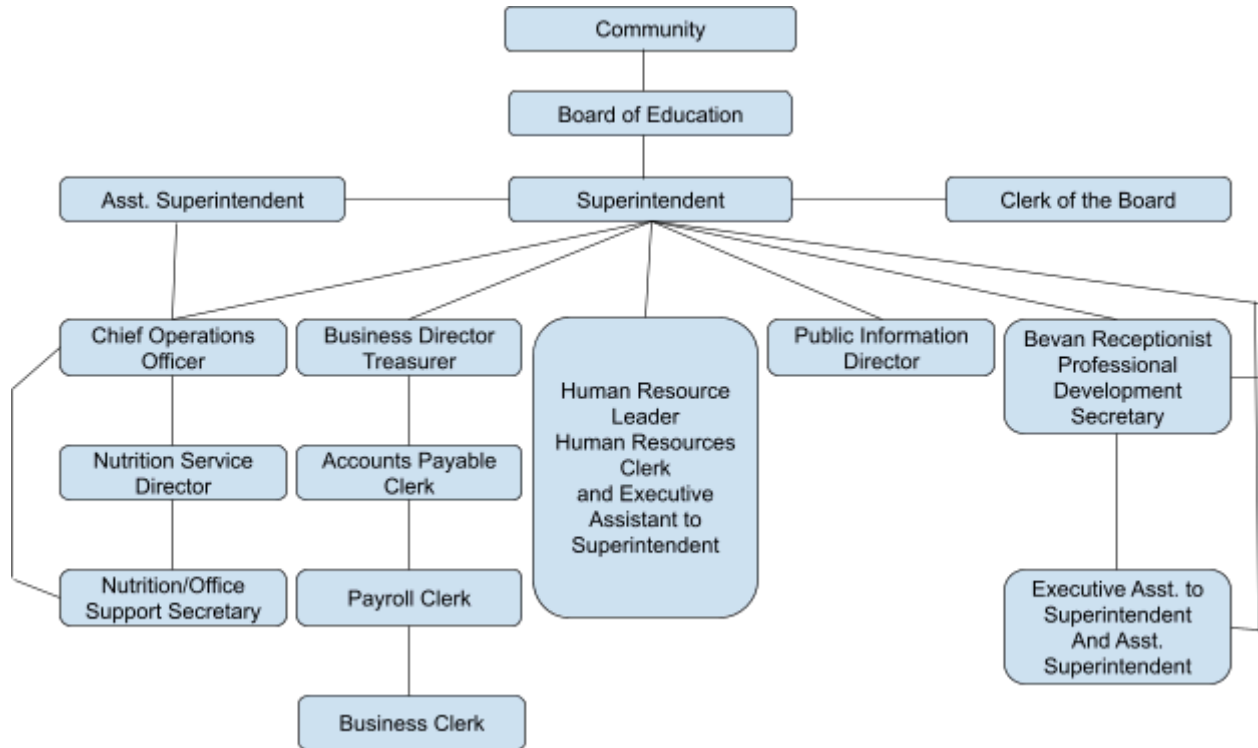 Community
Board of Education
Asst. Superintendent
Superintendent
Clerk of the Board
Chief Operations
Officer
Business Director
Treasurer
Human Resource
Leader
Human Resources
Clerk
and Executive
Assistant to
Superintendent
Public Information
Director
Bevan Receptionist
Professional
Development
Secretary
Nutrition Service
Director
Accounts Payable
Clerk
Nutrition/Office
Support Secretary
Payroll Clerk
Executive Asst. to
Superintendent
And Asst.
Superintendent
Business Clerk